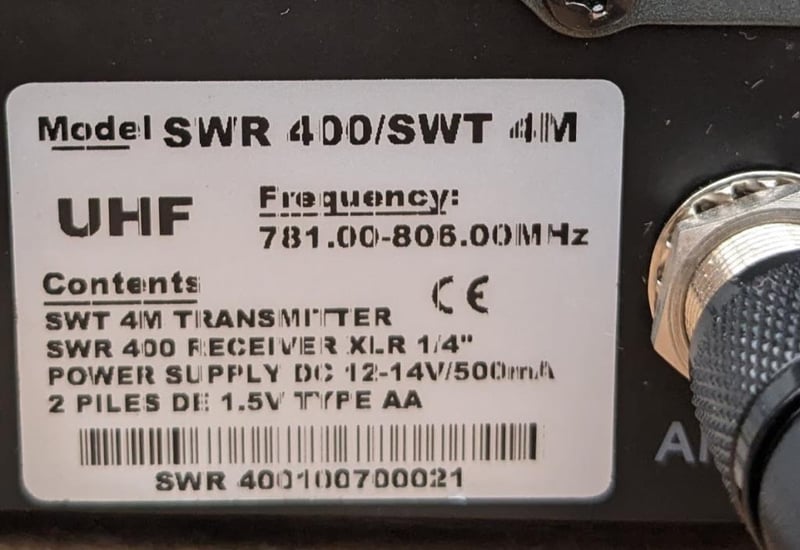 Model SWR 400/SWT 4M
UHF
Frequency:
781.00-806.00MHz
Contents
CE
SWT 4M TRANSMITTER
SWR 400 RECEIVER XLR 1/4"
POWER SUPPLY DC 12-14V/500mA
2 PILES DE 1.5V TYPE AA
SWR 400100700021